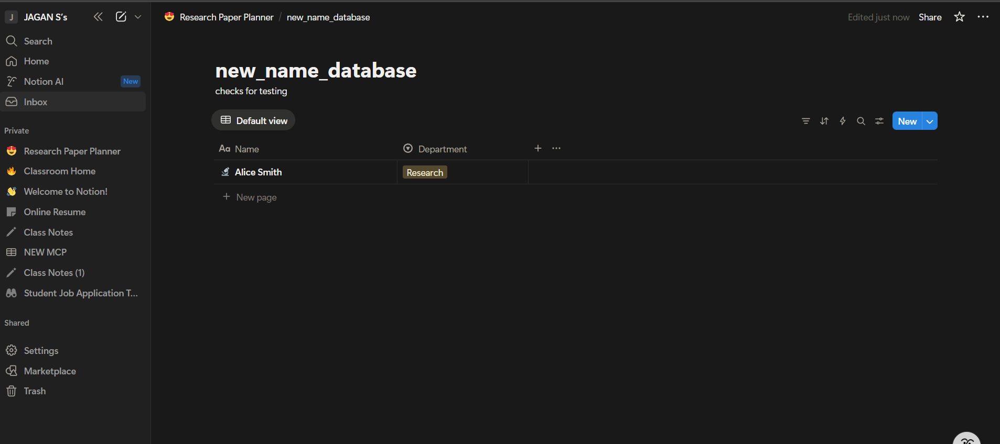 J JAGAN S's
Search
Home
Notion AI New
Inbox
Private
Research Paper Planner
Classroom Home
Welcome to Notion!
Online Resume
Class Notes
NEW MCP
Class Notes (1)
Student Job Application T...
Shared
Settings
Marketplace
Trash
Research Paper Planner / new_name_database
Edited just now Share
new_name_database
checks for testing
Default view
New
Aa Name Department
Alice Smith Research
+ New page